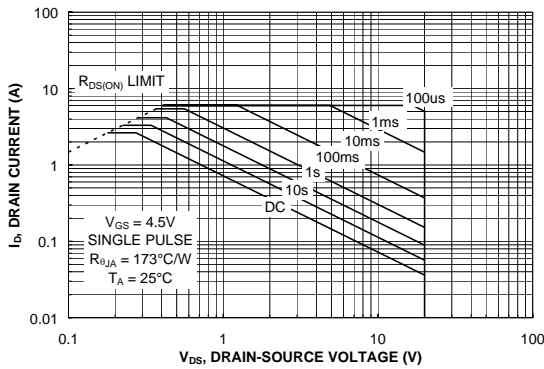 100
10
1
0.1
0.01
I_D, DRAIN CURRENT (A)
R_DS(ON) LIMIT
100us
1ms
10ms
100ms
1s
10s
DC
V_GS = 4.5V
SINGLE PULSE
R_θJA = 173°C/W
T_A = 25°C
0.1
1
10
100
V_DS, DRAIN-SOURCE VOLTAGE (V)